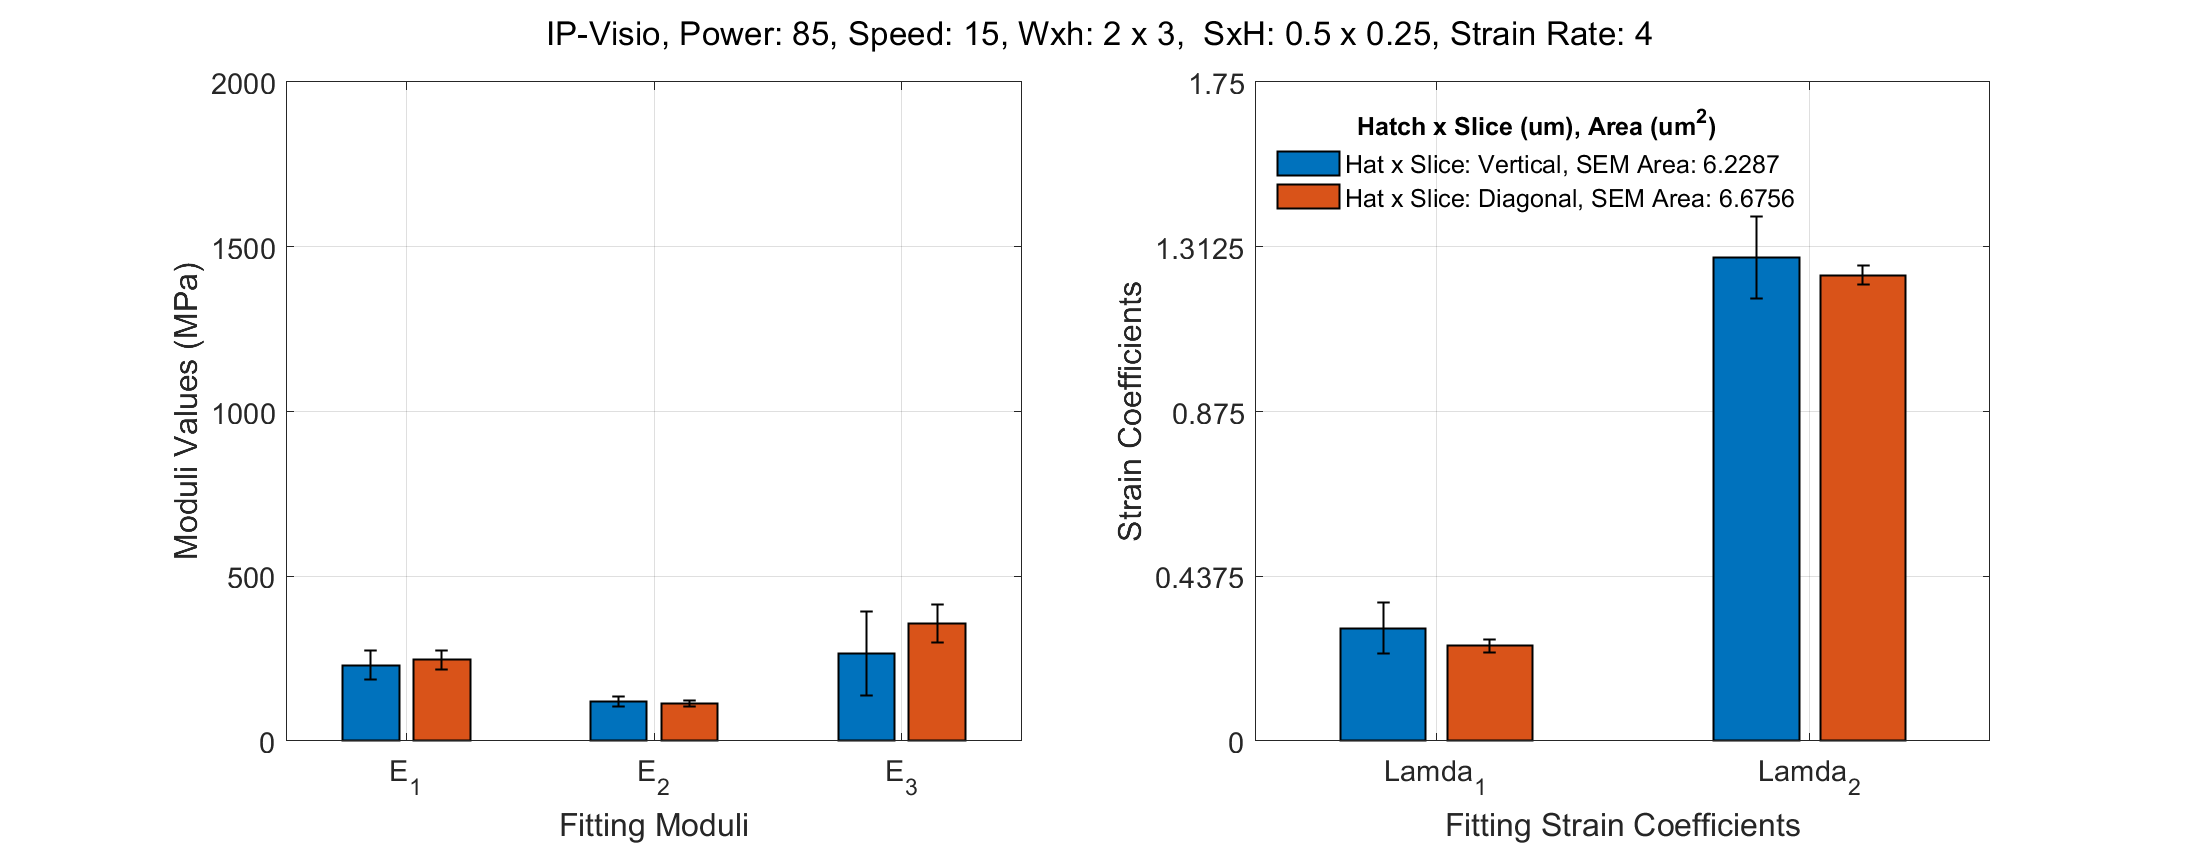 IP-Visio, Power: 85, Speed: 15, Wxh: 2 x 3,  SxH: 0.5 x 0.25, Strain Rate: 4
2000
1500
1000
500
0
Moduli Values (MPa)
E1
E2
E3
Fitting Moduli
1.75
1.3125
0.875
0.4375
0
Strain Coefficients
Hatch x Slice (um), Area (um²)
Hat x Slice: Vertical, SEM Area: 6.2287
Hat x Slice: Diagonal, SEM Area: 6.6756
Lamda1
Lamda2
Fitting Strain Coefficients